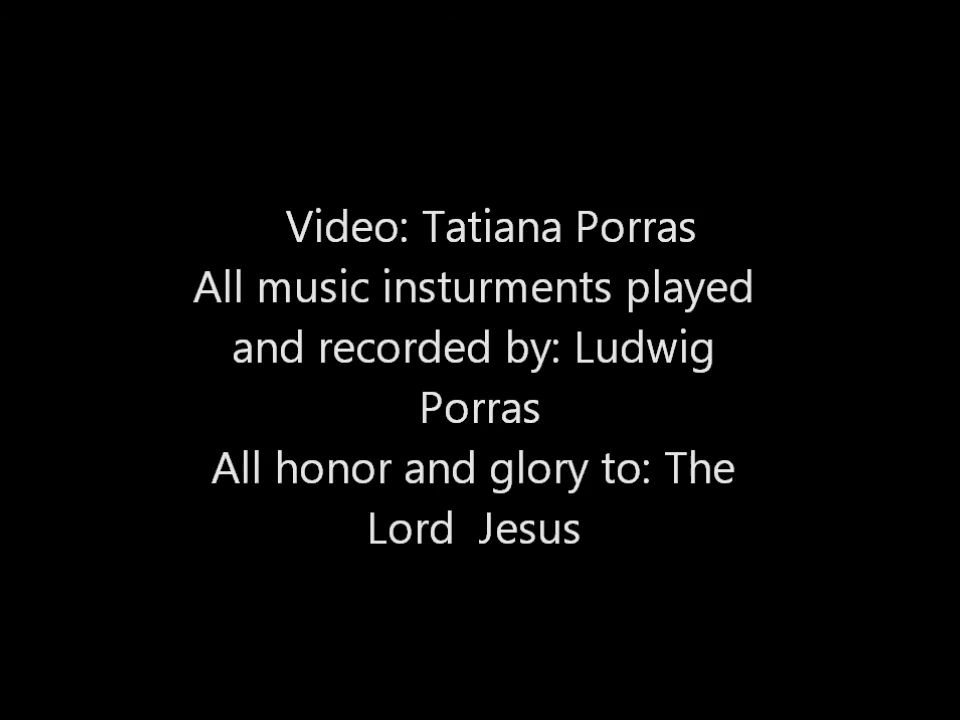 Video: Tatiana Porras
All music insturments played
and recorded by: Ludwig
Porras
All honor and glory to: The
Lord  Jesus